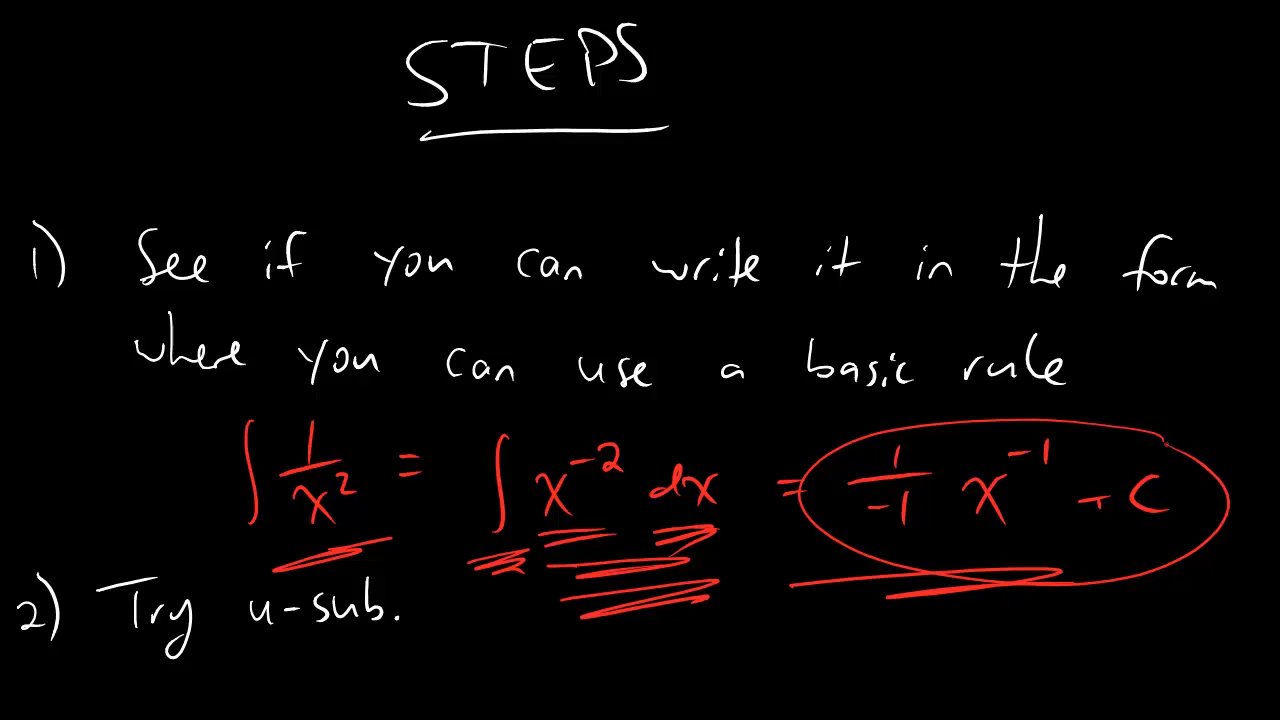 STEPS
1) See if you can write it in the form
where you can use a basic rule
∫ 1/x² = ∫ x⁻² dx = 1/-1 x⁻¹ + C
2) Try u-sub.